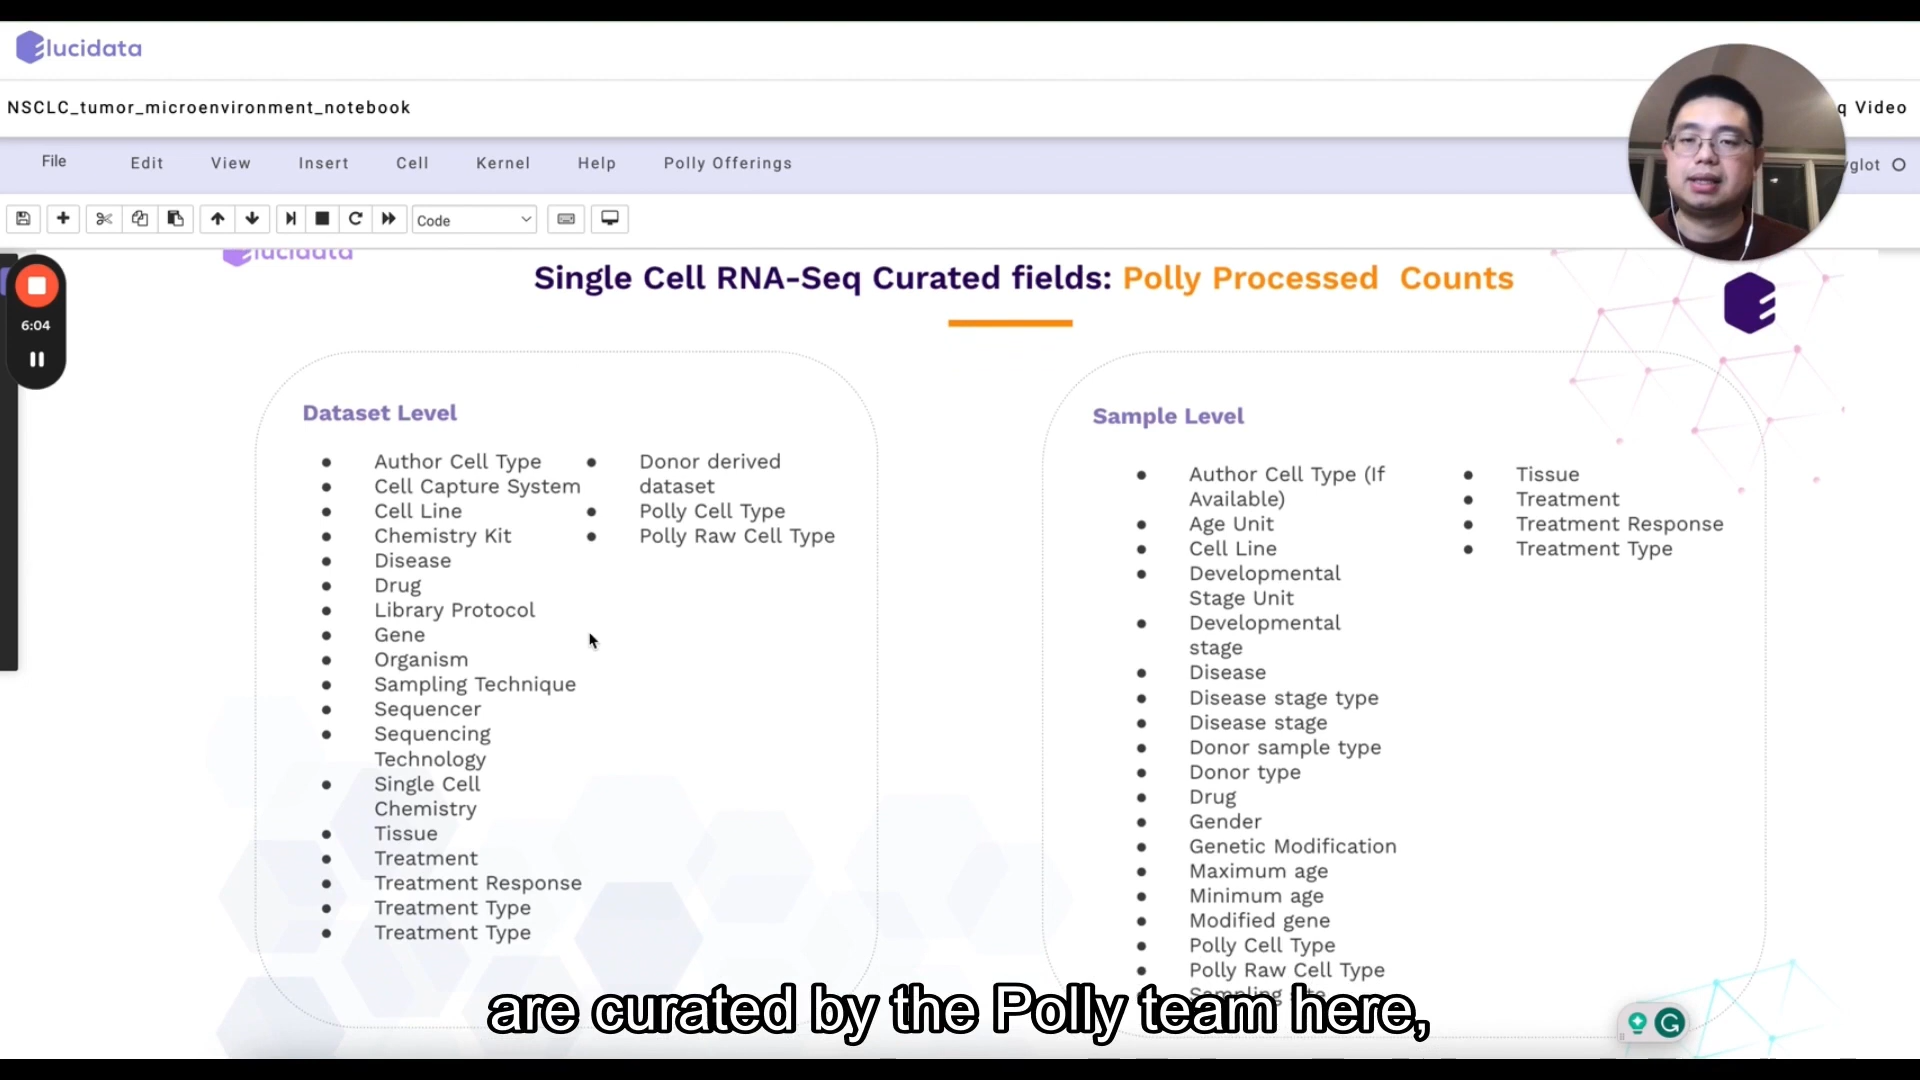 lucidata
NSCLC_tumor_microenvironment_notebook
q Video
File Edit View Insert Cell Kernel Help Polly Offerings
glot
Code
lucidata
Single Cell RNA-Seq Curated fields: Polly Processed Counts
6:04
Dataset Level
Author Cell Type
Cell Capture System
Cell Line
Chemistry Kit
Disease
Drug
Library Protocol
Gene
Organism
Sampling Technique
Sequencer
Sequencing
Technology
Single Cell
Chemistry
Tissue
Treatment
Treatment Response
Treatment Type
Treatment Type
Donor derived
dataset
Polly Cell Type
Polly Raw Cell Type
Sample Level
Author Cell Type (If
Available)
Age Unit
Cell Line
Developmental
Stage Unit
Developmental
stage
Disease
Disease stage type
Disease stage
Donor sample type
Donor type
Drug
Gender
Genetic Modification
Maximum age
Minimum age
Modified gene
Polly Cell Type
Polly Raw Cell Type
Sampling site
Tissue
Treatment
Treatment Response
Treatment Type
are curated by the Polly team here,